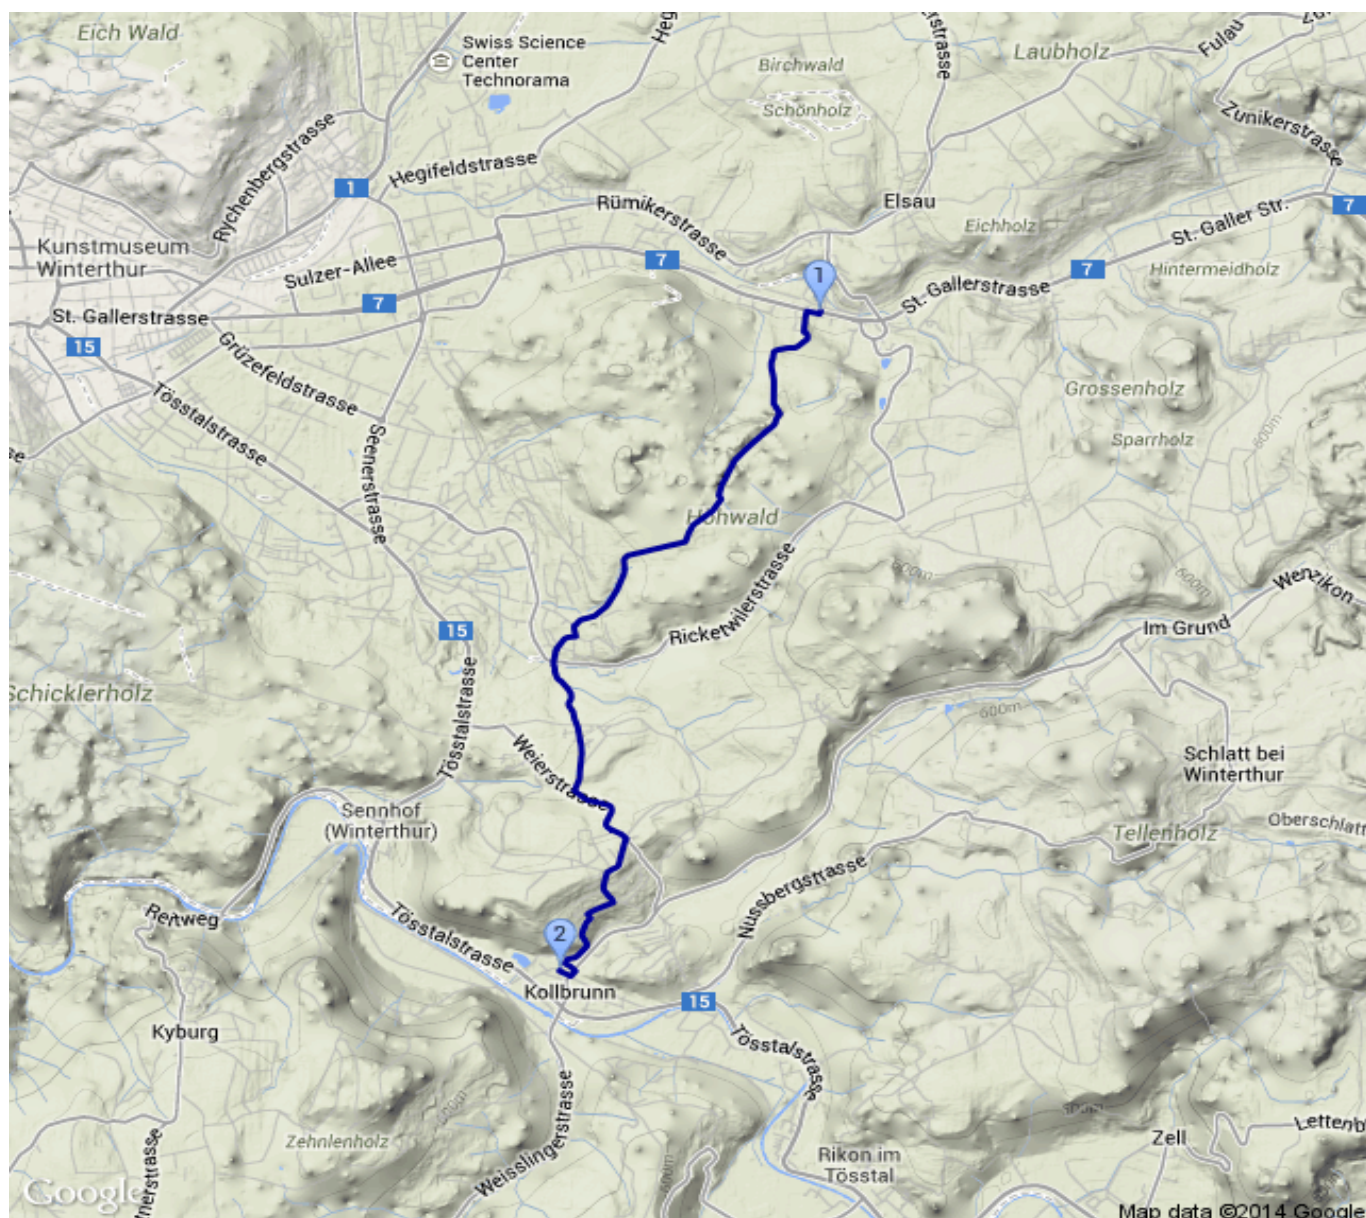 Eich Wald
Swiss Science
Center
Technorama
Laubholz
Fulau
Birchwald
Schönholz
Zunikerstrasse
Rychenbergstrasse
1
Hegifeldstrasse
Elsau
Rümikerstrasse
Eichholz
St. Galler Str.
7
Kunstmuseum
Winterthur
Sulzer-Allee
7
7
Hintermeidholz
1
7
St. Gallerstrasse
St. Gallerstrasse
15
Grüzefeldstrasse
Tösstalstrasse
Seenerstrasse
Grossenholz
Sparrholz
600m
Hohwald
Ricketwilerstrasse
600m
600m
Wenzikon
Im Grund
15
Schicklerholz
Tösstalstrasse
600m
Weierstrasse
Schlatt bei
Winterthur
Sennhof
(Winterthur)
Tellenholz
Oberschlatt
Nussbergstrasse
Reitweg
Tösstalstrasse
2
Kollbrunn
15
Kyburg
Tösstalstrasse
Weisslingerstrasse
Zehnlenholz
Zell
Rikon im
Tösstal
Google
Map data ©2014 Google